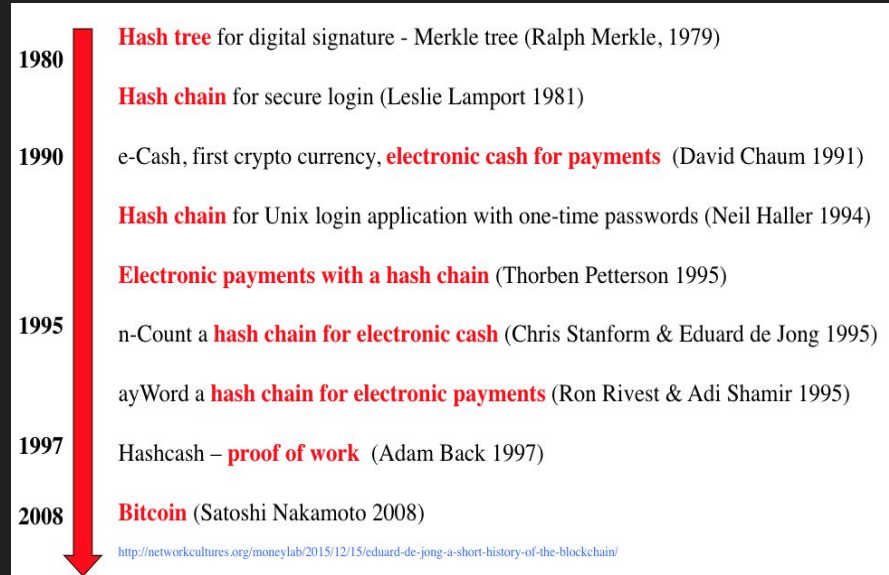 Hash tree for digital signature - Merkle tree (Ralph Merkle, 1979)
1980
Hash chain for secure login (Leslie Lamport 1981)
1990
e-Cash, first crypto currency, electronic cash for payments (David Chaum 1991)
Hash chain for Unix login application with one-time passwords (Neil Haller 1994)
Electronic payments with a hash chain (Thorben Petterson 1995)
1995
n-Count a hash chain for electronic cash (Chris Stanform & Eduard de Jong 1995)
ayWord a hash chain for electronic payments (Ron Rivest & Adi Shamir 1995)
1997
Hashcash – proof of work (Adam Back 1997)
2008
Bitcoin (Satoshi Nakamoto 2008)
http://networkcultures.org/moneylab/2015/12/15/eduard-de-jong-a-short-history-of-the-blockchain/